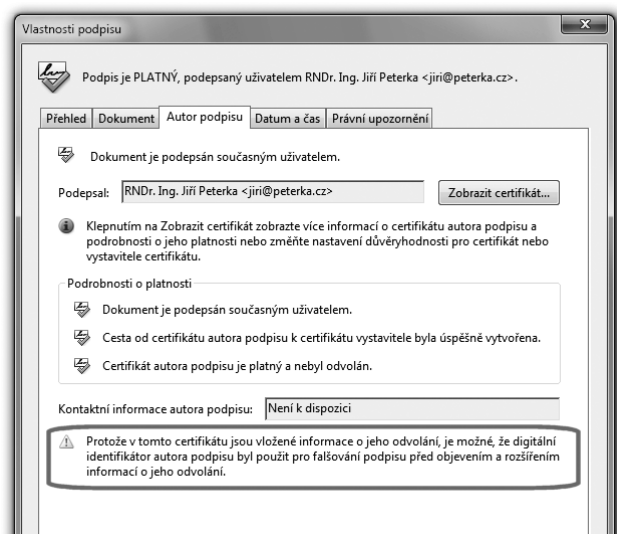 Vlastnosti podpisu
Podpis je PLATNÝ, podepsaný uživatelem RNDr. Ing. Jiří Peterka <jiri@peterka.cz>.
Přehled Dokument Autor podpisu Datum a čas Právní upozornění
Dokument je podepsán současným uživatelem.
Podepsal: RNDr. Ing. Jiří Peterka <jiri@peterka.cz> Zobrazit certifikát...
Klepnutím na Zobrazit certifikát zobrazte více informací o certifikátu autora podpisu a
podrobnosti o jeho platnosti nebo změňte nastavení důvěryhodnosti pro certifikát nebo
vystavitele certifikátu.
Podrobnosti o platnosti
Dokument je podepsán současným uživatelem.
Cesta od certifikátu autora podpisu k certifikátu vystavitele byla úspěšně vytvořena.
Certifikát autora podpisu je platný a nebyl odvolán.
Kontaktní informace autora podpisu: Není k dispozici
Protože v tomto certifikátu jsou vložené informace o jeho odvolání, je možné, že digitální
identifikátor autora podpisu byl použit pro falšování podpisu před objevením a rozšířením
informací o jeho odvolání.